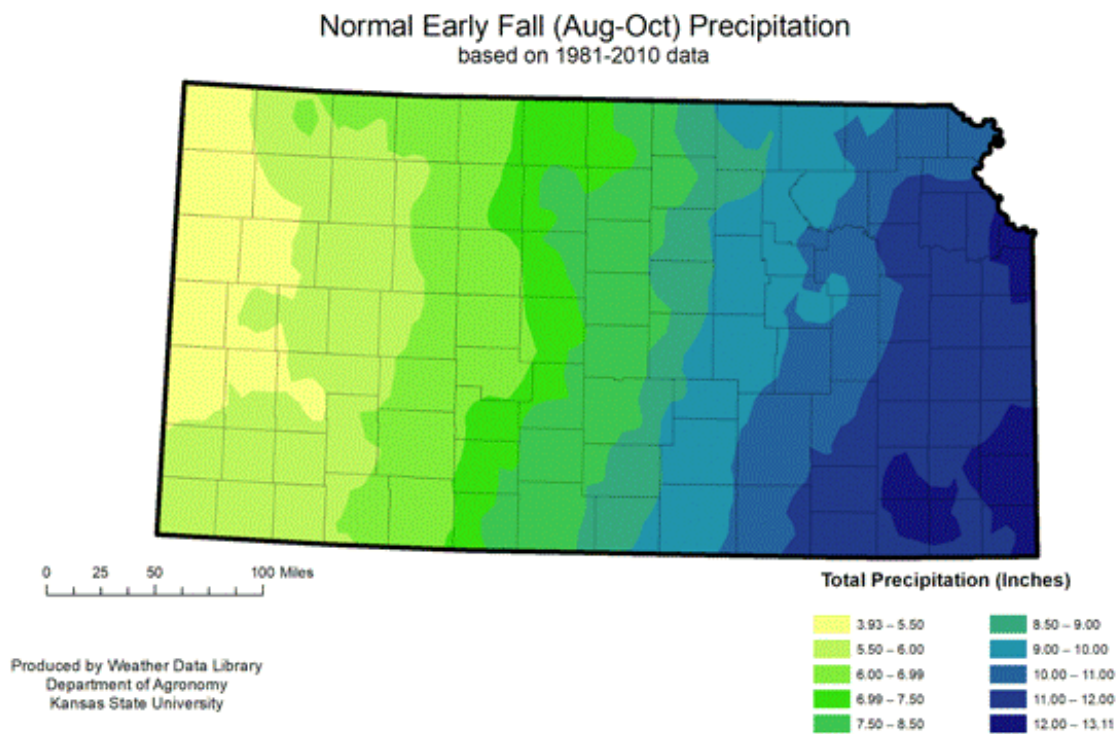 Normal Early Fall (Aug-Oct) Precipitation
based on 1981-2010 data
0 25 50 100 Miles
Total Precipitation (Inches)
3.93 – 5.50
5.50 – 6.00
6.00 – 6.99
6.99 – 7.50
7.50 – 8.50
8.50 – 9.00
9.00 – 10.00
10.00 – 11.00
11.00 – 12.00
12.00 – 13.11
Produced by Weather Data Library
Department of Agronomy
Kansas State University